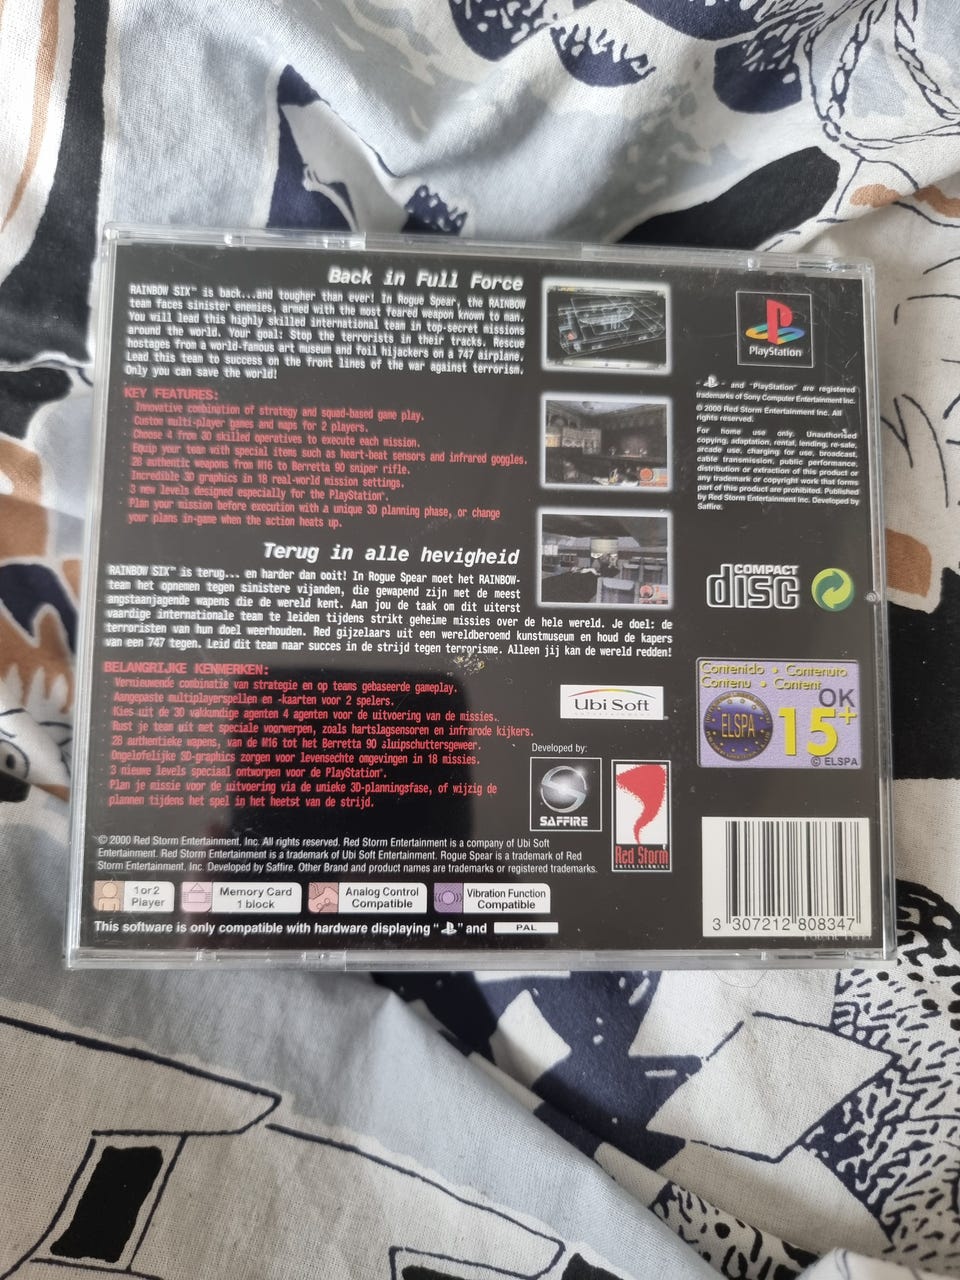 Back in Full Force
RAINBOW SIX™ is back...and tougher than ever! In Rogue Spear, the RAINBOW
team faces sinister enemies, armed with the most feared weapon known to man.
You will lead this highly skilled international team in top-secret missions
around the world. Your goal: Stop the terrorists in their tracks. Rescue
hostages from a world-famous art museum and foil hijackers on a 747 airplane.
Lead this team to success on the front lines of the war against terrorism.
Only you can save the world!
KEY FEATURES:
· Innovative combination of strategy and squad-based game play.
· Custom multi-player games and maps for 2 players.
· Choose 4 from 30 skilled operatives to execute each mission.
· Equip your team with special items such as heart-beat sensors and infrared goggles.
· 28 authentic weapons from M16 to Berretta 90 sniper rifle.
· Incredible 3D graphics in 18 real-world mission settings.
· 3 new levels designed especially for the PlayStation®.
· Plan your mission before execution with a unique 3D planning phase, or change
your plans in-game when the action heats up.
Terug in alle hevigheid
RAINBOW SIX™ is terug... en harder dan ooit! In Rogue Spear moet het RAINBOW-
team het opnemen tegen sinistere vijanden, die gewapend zijn met de meest
angstaanjagende wapens die de wereld kent. Aan jou de taak om dit uiterst
vaardige internationale team te leiden tijdens strikt geheime missies over de hele wereld. Je doel: de
terroristen van hun doel weerhouden. Red gijzelaars uit een wereldberoemd kunstmuseum en houd de kapers
van een 747 tegen. Leid dit team naar succes in de strijd tegen terrorisme. Alleen jij kan de wereld redden!
BELANGRIJKE KENMERKEN:
· Vernieuwende combinatie van strategie en op teams gebaseerde gameplay.
· Aangepaste multiplayerspellen en -kaarten voor 2 spelers.
· Kies uit de 30 vakkundige agenten 4 agenten voor de uitvoering van de missies.
· Rust je team uit met speciale voorwerpen, zoals hartslagsensoren en infrarode kijkers.
· 28 authentieke wapens, van de M16 tot het Berretta 90 sluipschuttersgeweer.
· Ongelofelijke 3D-graphics zorgen voor levensechte omgevingen in 18 missies.
· 3 nieuwe levels speciaal ontworpen voor de PlayStation®.
· Plan je missie voor de uitvoering via de unieke 3D-planningsfase, of wijzig de
plannen tijdens het spel in het heetst van de strijd.
© 2000 Red Storm Entertainment, Inc. All rights reserved. Red Storm Entertainment is a company of Ubi Soft
Entertainment. Red Storm Entertainment is a trademark of Ubi Soft Entertainment. Rogue Spear is a trademark of Red
Storm Entertainment, Inc. Developed by Saffire. Other Brand and product names are trademarks or registered trademarks.
1 or 2
Player
Memory Card
1 block
Analog Control
Compatible
Vibration Function
Compatible
This software is only compatible with hardware displaying " " and PAL
PlayStation
and "PlayStation" are registered
trademarks of Sony Computer Entertainment Inc.
© 2000 Red Storm Entertainment Inc. All
rights reserved.
For home use only. Unauthorised
copying, adaptation, rental, lending, re-sale,
arcade use, charging for use, broadcast,
cable transmission, public performance,
distribution or extraction of this product or
any trademark or copyright work that forms
part of this product are prohibited. Published
by Red Storm Entertainment Inc. Developed by
Saffire.
COMPACT
disc
Ubi Soft
ENTERTAINMENT
Developed by:
SAFFIRE
Red Storm
ENTERTAINMENT
Contenido • Contenuto
Contenu • Content
ELSPA
OK
15+
© ELSPA
3 307212 808347